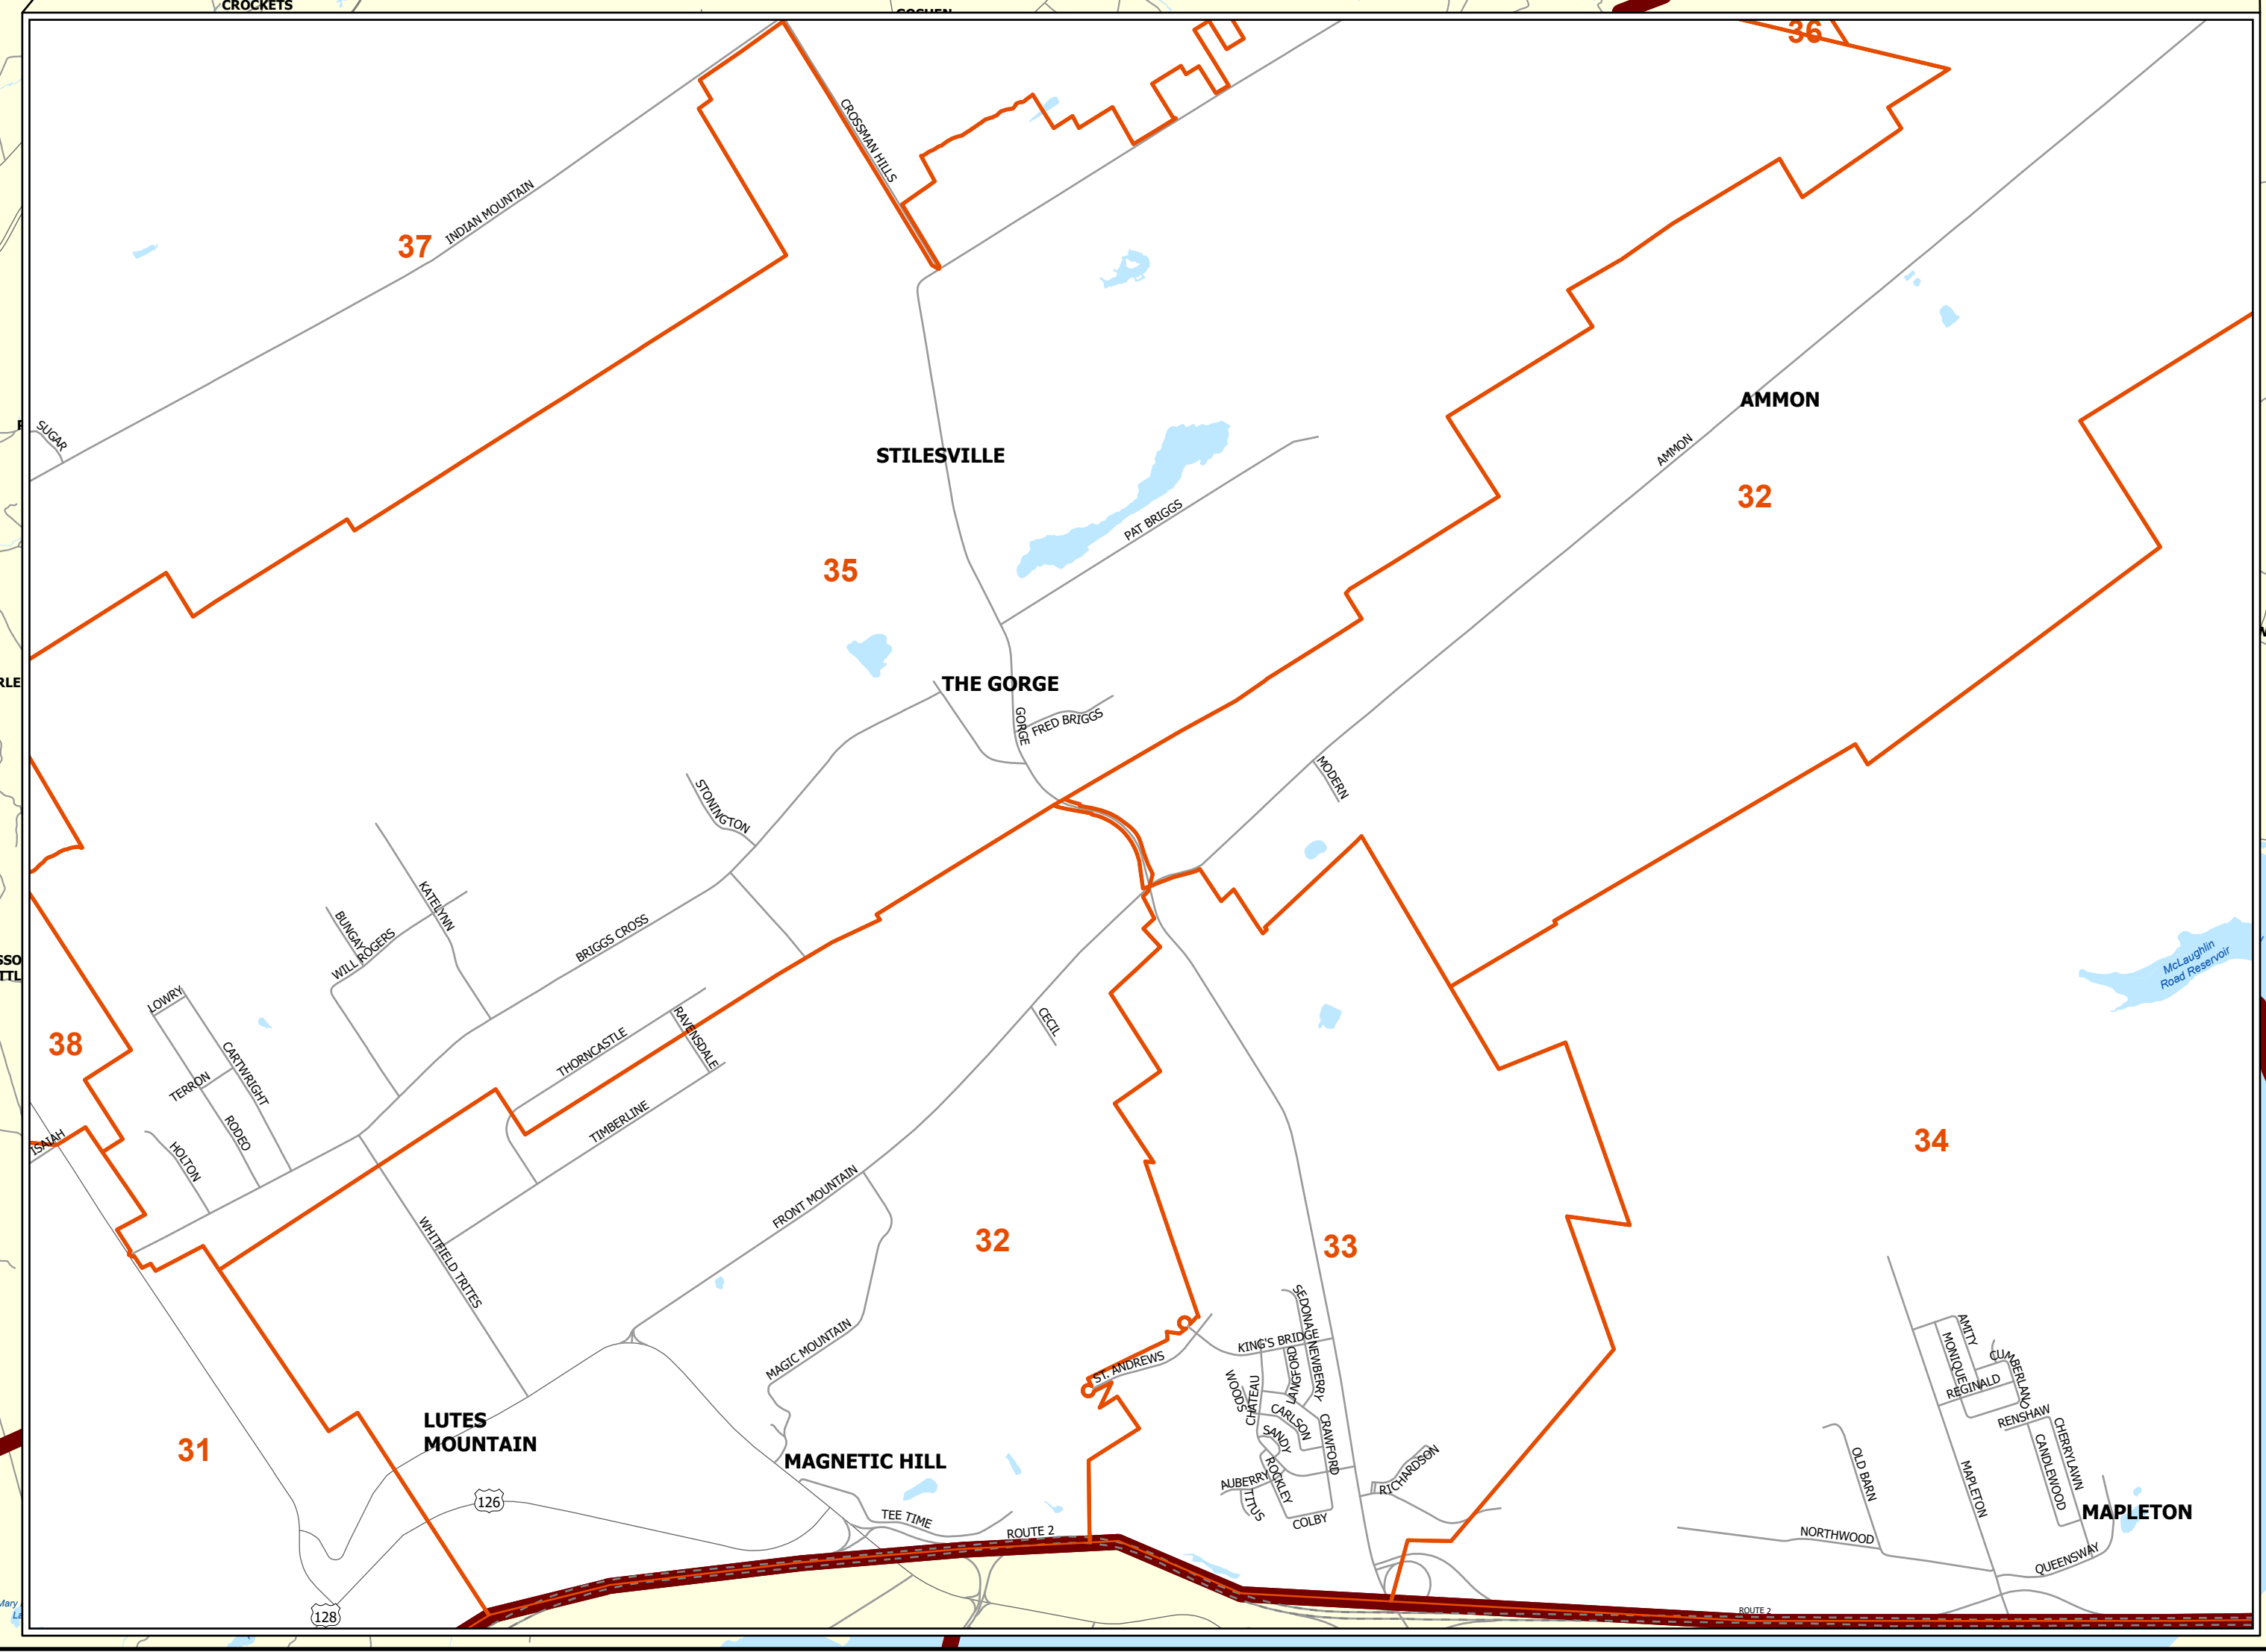 CROCKETS
36
CROSSMAN HILLS
INDIAN MOUNTAIN
37
AMMON
SUGAR
AMMON
STILESVILLE
32
PAT BRIGGS
35
THE GORGE
GORGE
FRED BRIGGS
MODERN
STONINGTON
KATELYNN
BUNGAY
WILL ROGERS
BRIGGS CROSS
McLaughlin
Road Reservoir
LOWRY
CECIL
RAVENSDALE
38
THORNCASTLE
CARTWRIGHT
TERRON
RODEO
TIMBERLINE
ISAIAH
HOLTON
34
FRONT MOUNTAIN
WHITFIELD TRITES
32
33
SEDONA
KING'S BRIDGE
MAGIC MOUNTAIN
ST. ANDREWS
LANGFORD
NEWBERRY
WOODS
CHATEAU
CARLSON
CRAWFORD
SANDY
AMITY
MONIQUE
CUMBERLAND
REGINALD
RENSHAW
CHERRYLAWN
CANDLEWOOD
LUTES
MOUNTAIN
31
MAGNETIC HILL
AUBERRY
ROCKLEY
TITUS
COLBY
RICHARDSON
OLD BARN
MAPLETON
MAPLETON
126
TEE TIME
ROUTE 2
NORTHWOOD
QUEENSWAY
128
ROUTE 2